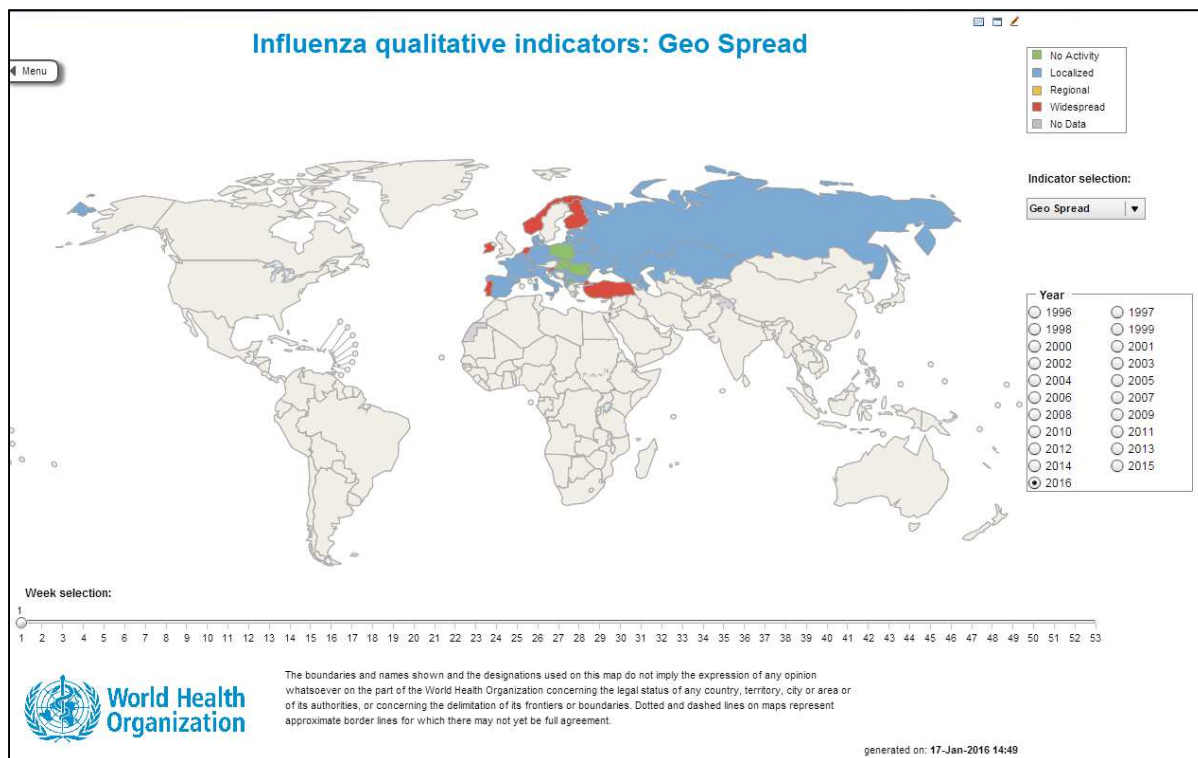 Influenza qualitative indicators: Geo Spread
Menu
No Activity
Localized
Regional
Widespread
No Data
Indicator selection:
Geo Spread
Year
1996 1997
1998 1999
2000 2001
2002 2003
2004 2005
2006 2007
2008 2009
2010 2011
2012 2013
2014 2015
2016
Week selection:
1
1 2 3 4 5 6 7 8 9 10 11 12 13 14 15 16 17 18 19 20 21 22 23 24 25 26 27 28 29 30 31 32 33 34 35 36 37 38 39 40 41 42 43 44 45 46 47 48 49 50 51 52 53
World Health
Organization
The boundaries and names shown and the designations used on this map do not imply the expression of any opinion
whatsoever on the part of the World Health Organization concerning the legal status of any country, territory, city or area or
of its authorities, or concerning the delimitation of its frontiers or boundaries. Dotted and dashed lines on maps represent
approximate border lines for which there may not yet be full agreement.
generated on: 17-Jan-2016 14:49